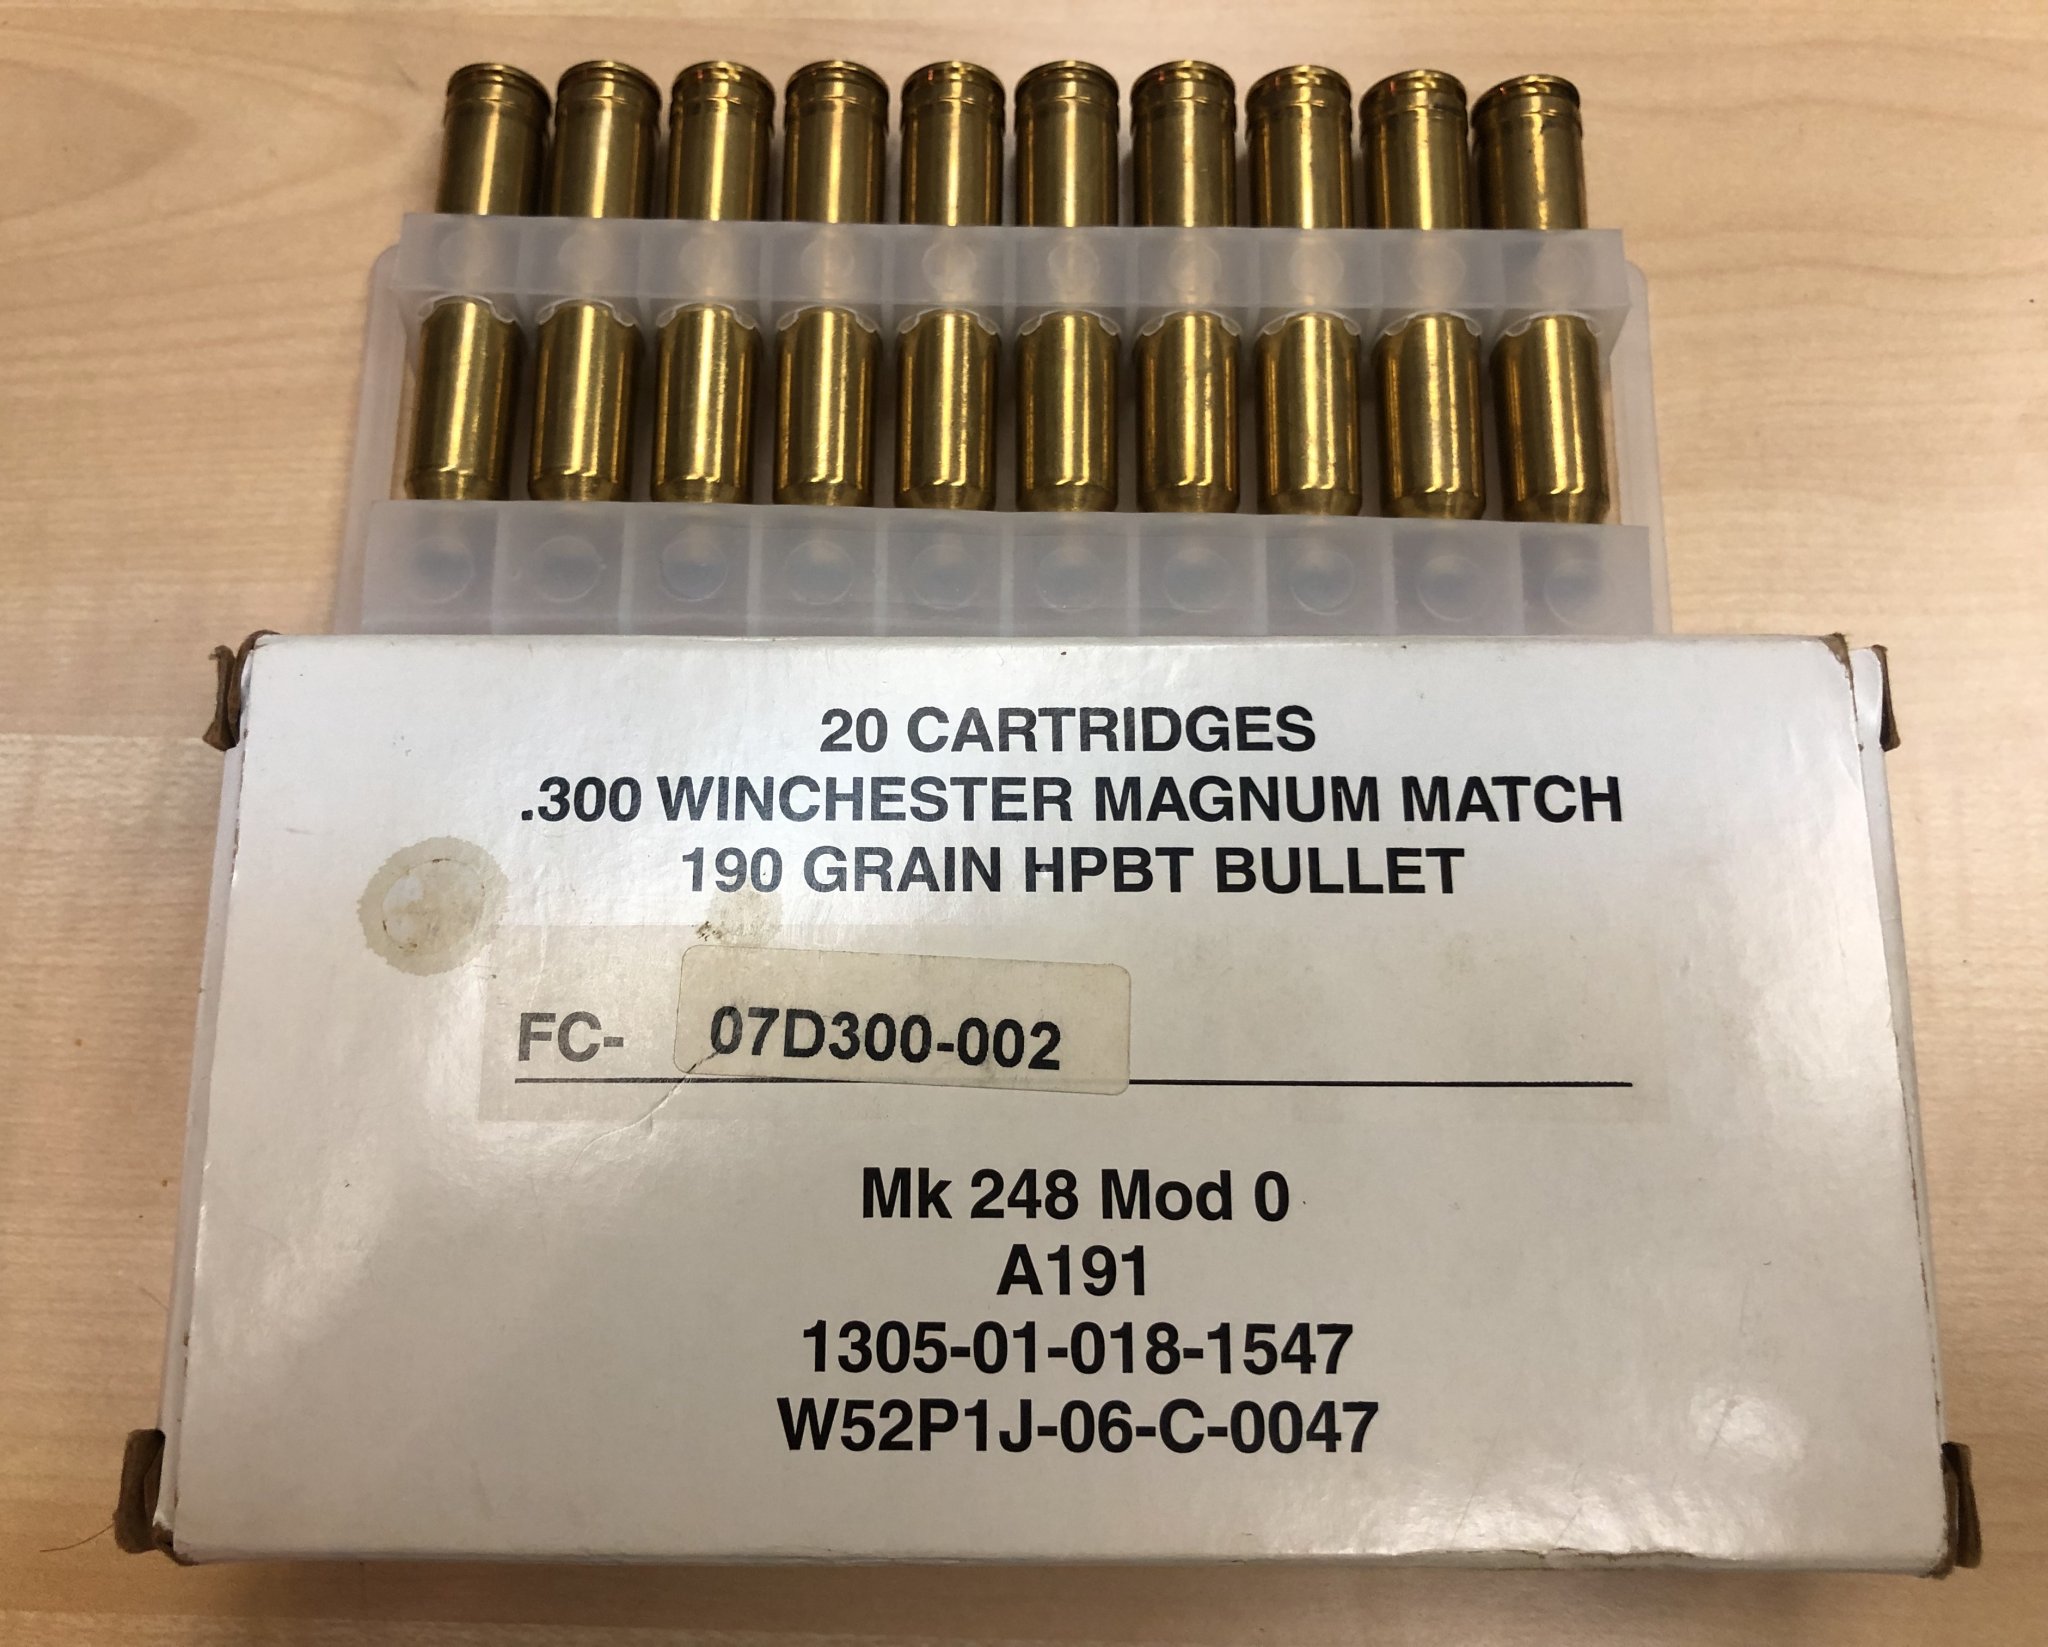 20 CARTRIDGES
.300 WINCHESTER MAGNUM MATCH
190 GRAIN HPBT BULLET
FC- 07D300-002
Mk 248 Mod 0
A191
1305-01-018-1547
W52P1J-06-C-0047